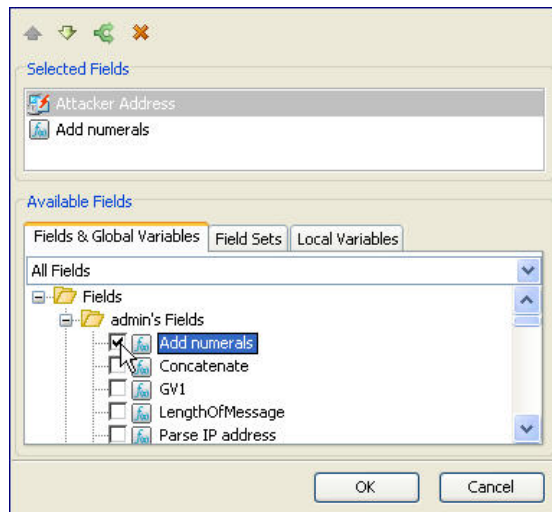 Selected Fields
Attacker Address
Add numerals
Available Fields
Fields & Global Variables Field Sets Local Variables
All Fields
Fields
admin's Fields
Add numerals
Concatenate
GV1
LengthOfMessage
Parse IP address
OK Cancel